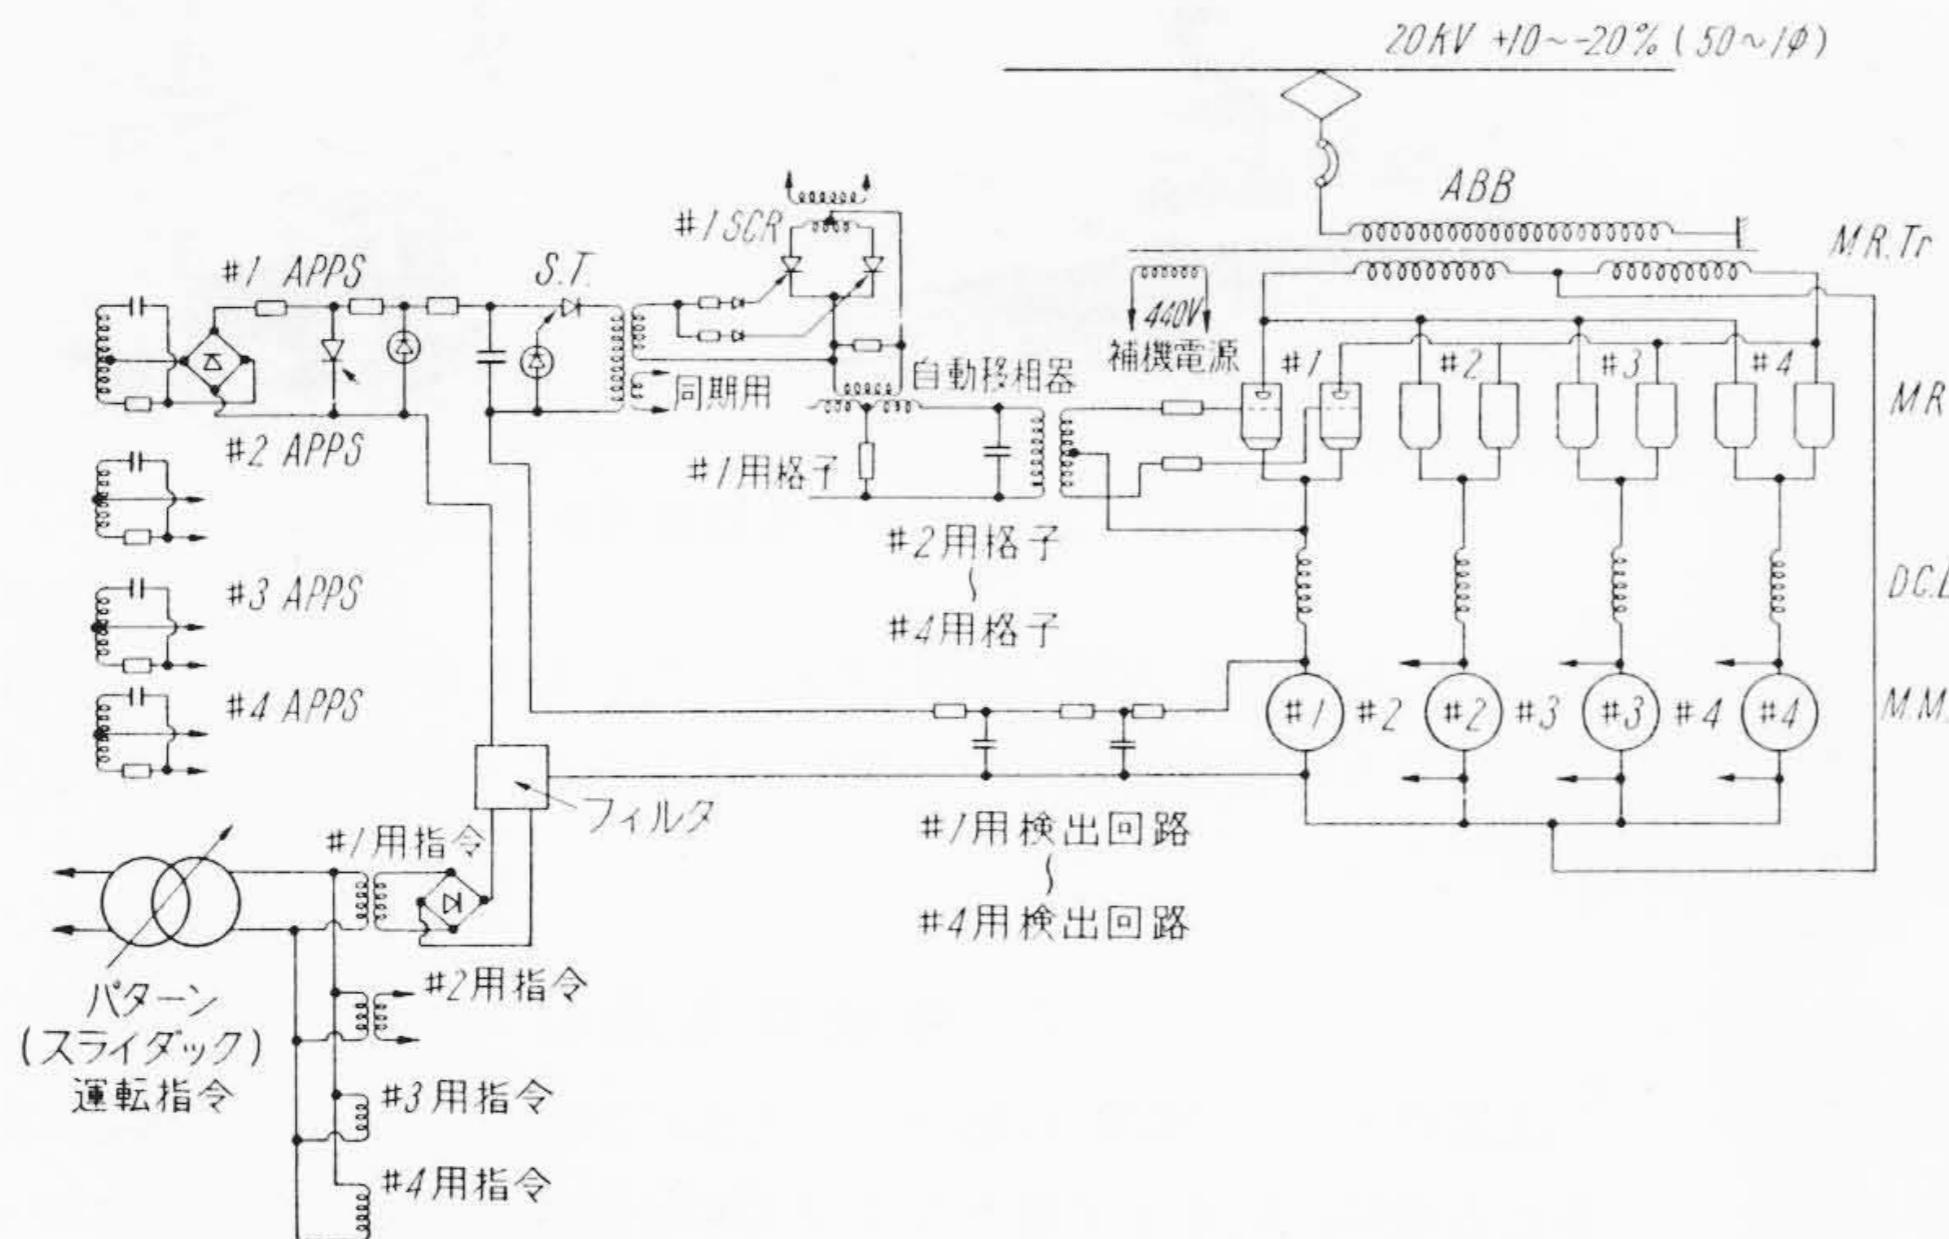 20kV +10~-20% (50~1φ)
ABB
M R.Tr
#1 SCR
#1 APPS
S.T.
440V
補機電源
#1
#2
#3
#4
自動移相器
同期用
M R
#2 APPS
#1用格子
#2用格子
~
#4用格子
D.C.L
#3 APPS
#4 APPS
#1
#2
#2
#3
#3
#4
#4
M.M.
フィルタ
#1用検出回路
~
#4用検出回路
#1用指令
#2用指令
パターン
(スライダック)
運転指令
#3用指令
#4用指令